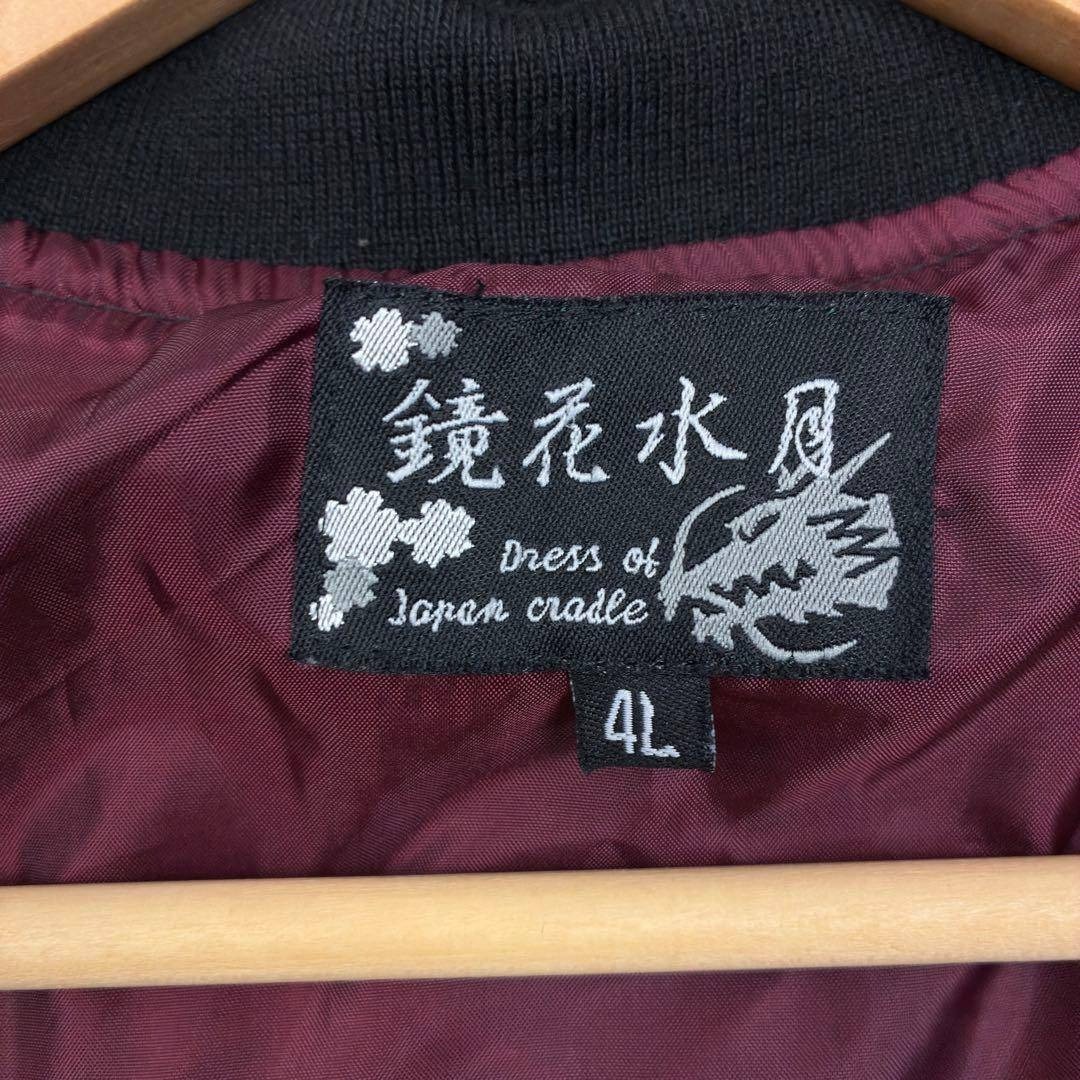 鏡花水月
Dress of
Japan cradle
4L